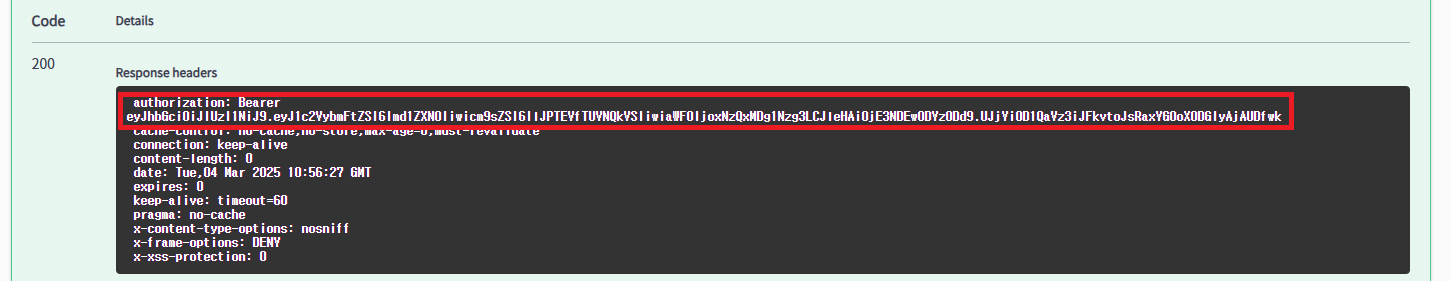 Code
Details
200
Response headers
authorization: Bearer
eyJhbGciOiJIUzI1NiJ9.eyJ1c2VybmFtZSI6Imd1ZXN0Iiwicm9sZSI6IlJPTEVfTUVNQkVSIiwiaWF0IjoxNzQxMDg1Nzg3LCJleHAiOjE3NDEwODYzODd9.UJjYi0D1QaVz3iJFkvtoJsRaxYG0oX0DGlyAjAUDfwk
cache-control: no-cache,no-store,max-age=0,must-revalidate
connection: keep-alive
content-length: 0
date: Tue,04 Mar 2025 10:56:27 GMT
expires: 0
keep-alive: timeout=60
pragma: no-cache
x-content-type-options: nosniff
x-frame-options: DENY
x-xss-protection: 0